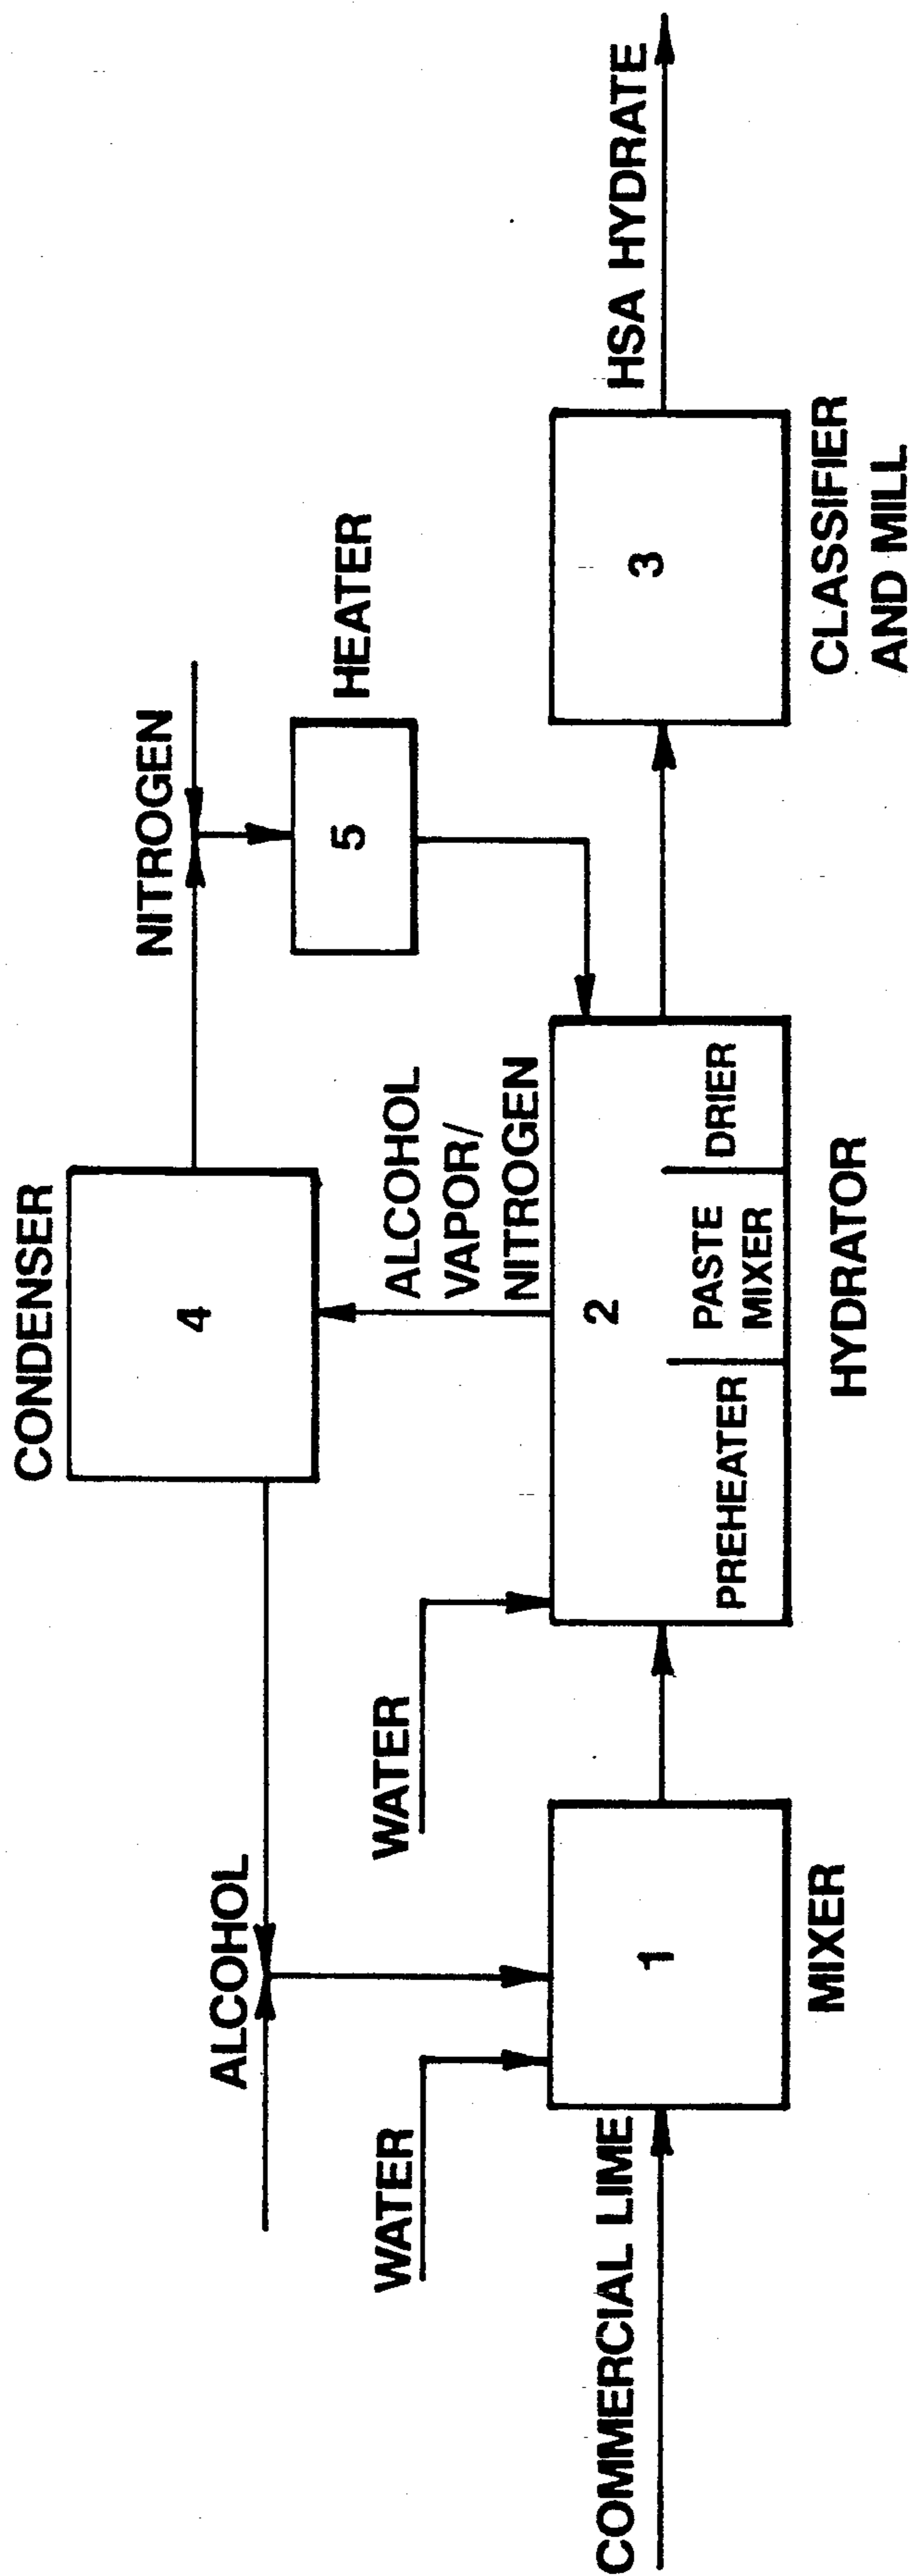 CONDENSER
4
NITROGEN
ALCOHOL
5
HEATER
ALCOHOL
VAPOR/
NITROGEN
WATER
WATER
COMMERCIAL LIME
1
MIXER
2
PREHEATER
PASTE
MIXER
DRIER
HYDRATOR
3
CLASSIFIER
AND MILL
HSA HYDRATE